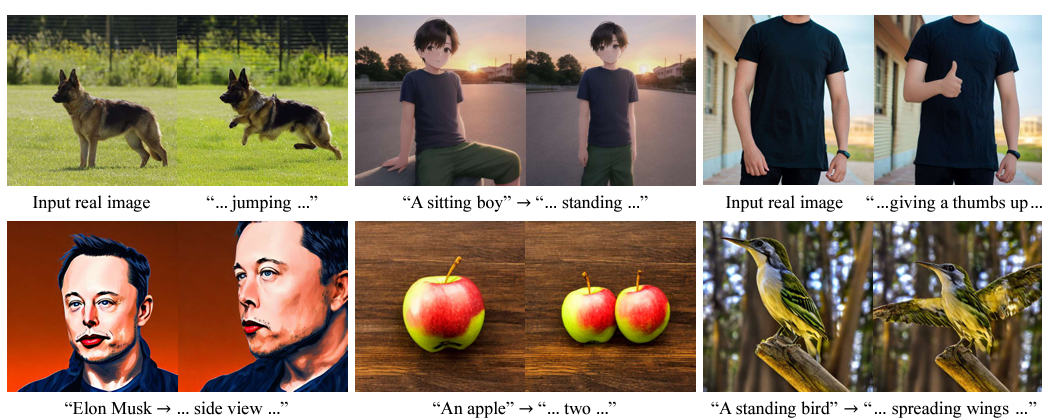 Input real image
“... jumping ...”
“A sitting boy” → “... standing ...”
Input real image
“...giving a thumbs up...
“Elon Musk → ... side view ...”
“An apple” → “... two ...”
“A standing bird” → “... spreading wings ...”